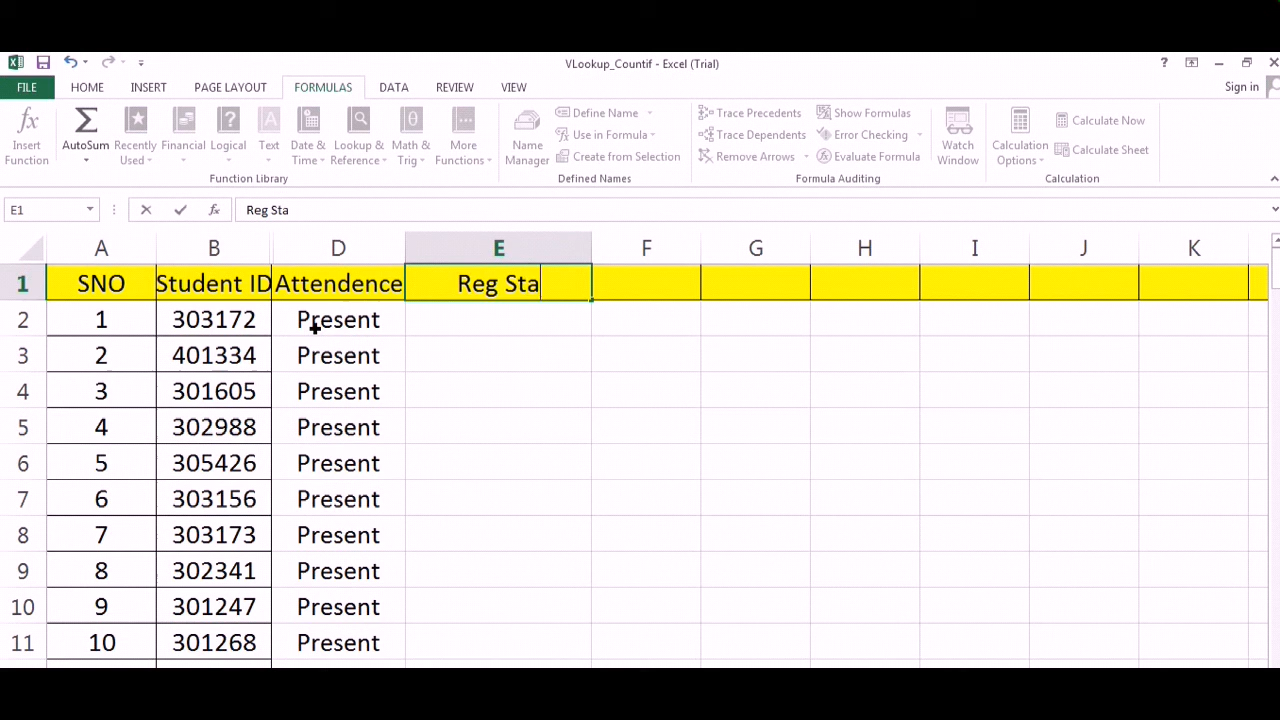 VLookup_Countif - Excel (Trial)
?
FILE HOME INSERT PAGE LAYOUT FORMULAS DATA REVIEW VIEW Sign in
fx Insert Function
Σ AutoSum
Recently Used
Financial
Logical
A Text
Date & Time
Lookup & Reference
θ Math & Trig
More Functions
Function Library
Name Manager
Define Name
Use in Formula
Create from Selection
Defined Names
Trace Precedents
Trace Dependents
Remove Arrows
Show Formulas
Error Checking
Evaluate Formula
Formula Auditing
Watch Window
Calculation Options
Calculate Now
Calculate Sheet
Calculation
E1 fx Reg Sta
A B D E F G H I J K
1 SNO Student ID Attendence Reg Sta
2 1 303172 Present
3 2 401334 Present
4 3 301605 Present
5 4 302988 Present
6 5 305426 Present
7 6 303156 Present
8 7 303173 Present
9 8 302341 Present
10 9 301247 Present
11 10 301268 Present